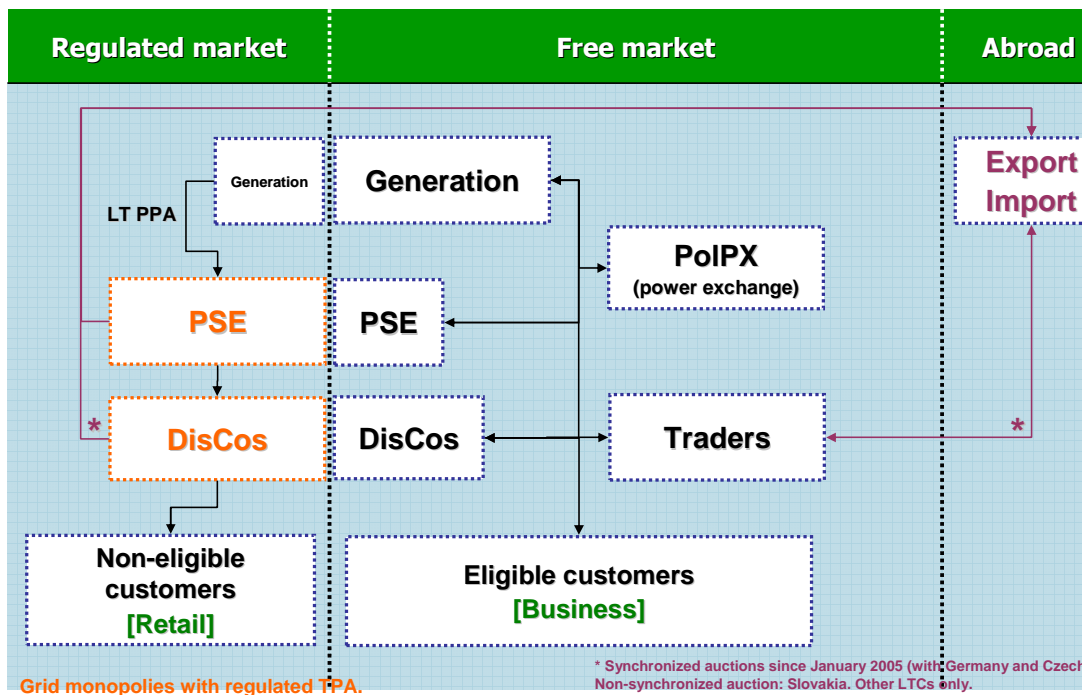 Regulated market
Free market
Abroad
Generation
Generation
Export
Import
LT PPA
PolPX
(power exchange)
PSE
PSE
*
DisCos
DisCos
Traders
*
Non-eligible
customers
[Retail]
Eligible customers
[Business]
* Synchronized auctions since January 2005 (with Germany and Czech
Non-synchronized auction: Slovakia. Other LTCs only.
Grid monopolies with regulated TPA.